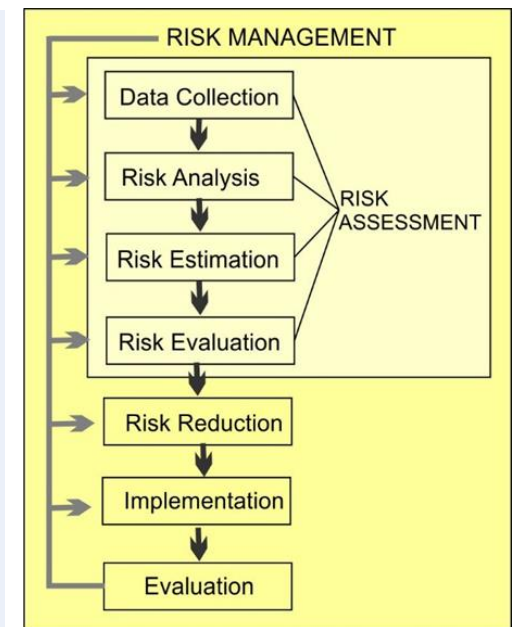 RISK MANAGEMENT
Data Collection
Risk Analysis
RISK
ASSESSMENT
Risk Estimation
Risk Evaluation
Risk Reduction
Implementation
Evaluation